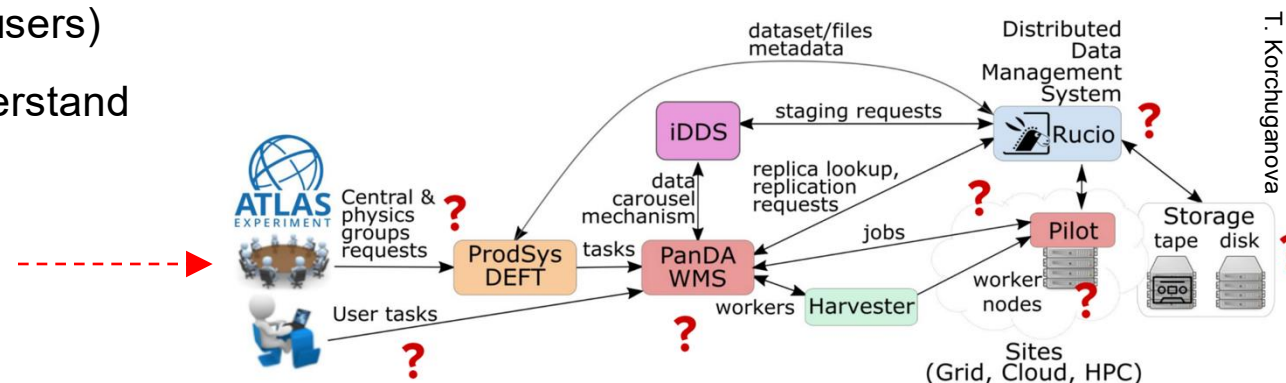 users)
erstand
T. Korchuganova
dataset/files
metadata
Distributed
Data
Management
System
?
iDDS
staging requests
Rucio
ATLAS
EXPERIMENT
Central &
physics
groups
requests
?
data
carousel
mechanism
replica lookup,
replication
requests
?
ProdSys
DEFT
tasks
PanDA
WMS
jobs
Pilot
Storage
tape disk
?
User tasks
?
?
workers
Harvester
worker
nodes
?
Sites
(Grid, Cloud, HPC)